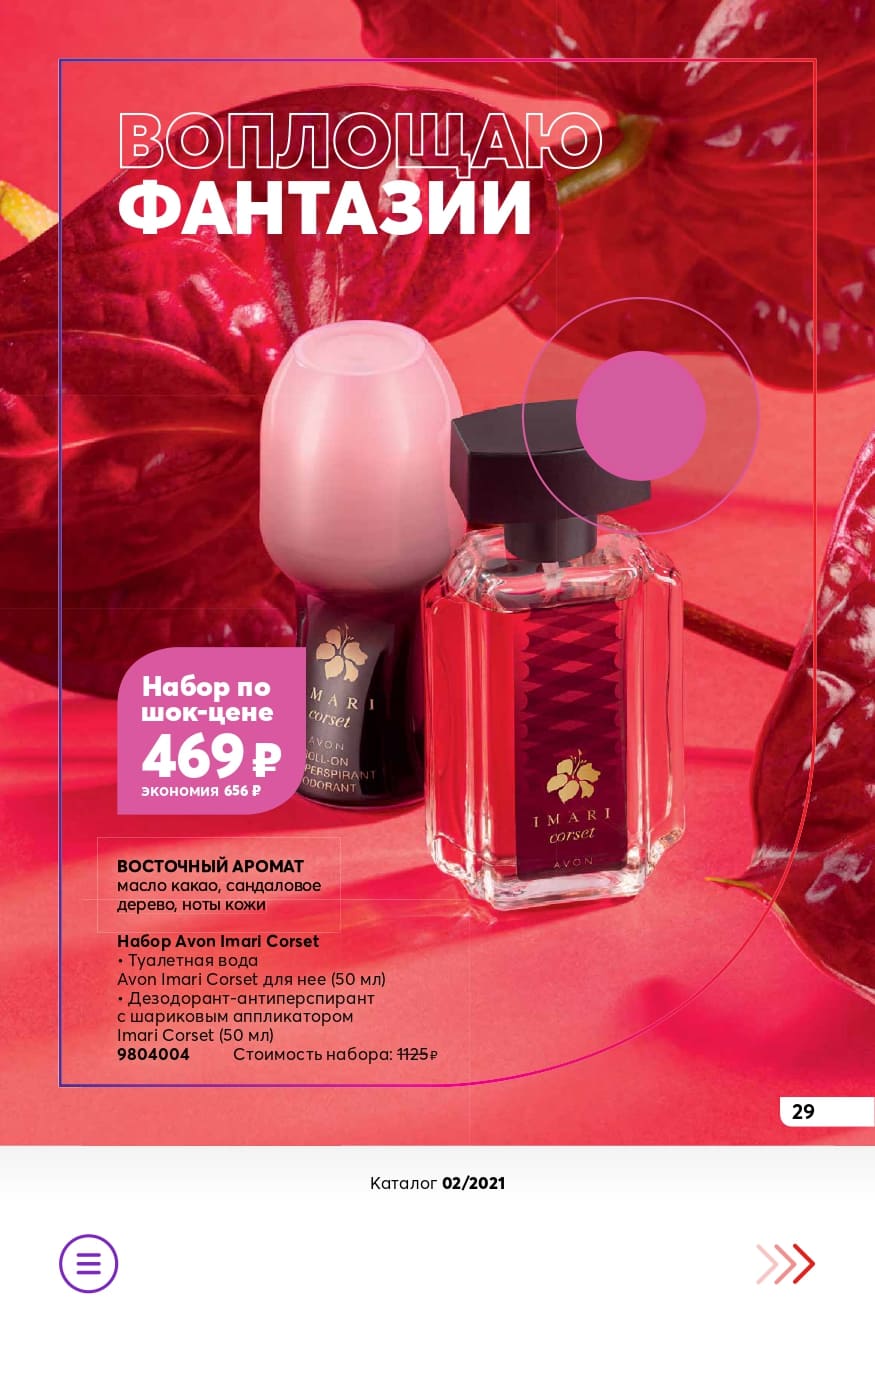 ВОПЛОЩАЮ
ФАНТАЗИИ
Набор по
шок-цене
469 ₽
экономия 656 ₽
IMARI
corset
AVON
ROLL-ON
PERSPIRANT
ODORANT
IMARI
corset
AVON
ВОСТОЧНЫЙ АРОМАТ
масло какао, сандаловое
дерево, ноты кожи
Набор Avon Imari Corset
• Туалетная вода
Avon Imari Corset для нее (50 мл)
• Дезодорант-антиперспирант
с шариковым аппликатором
Imari Corset (50 мл)
9804004 Стоимость набора: 1125 ₽
29
Каталог 02/2021